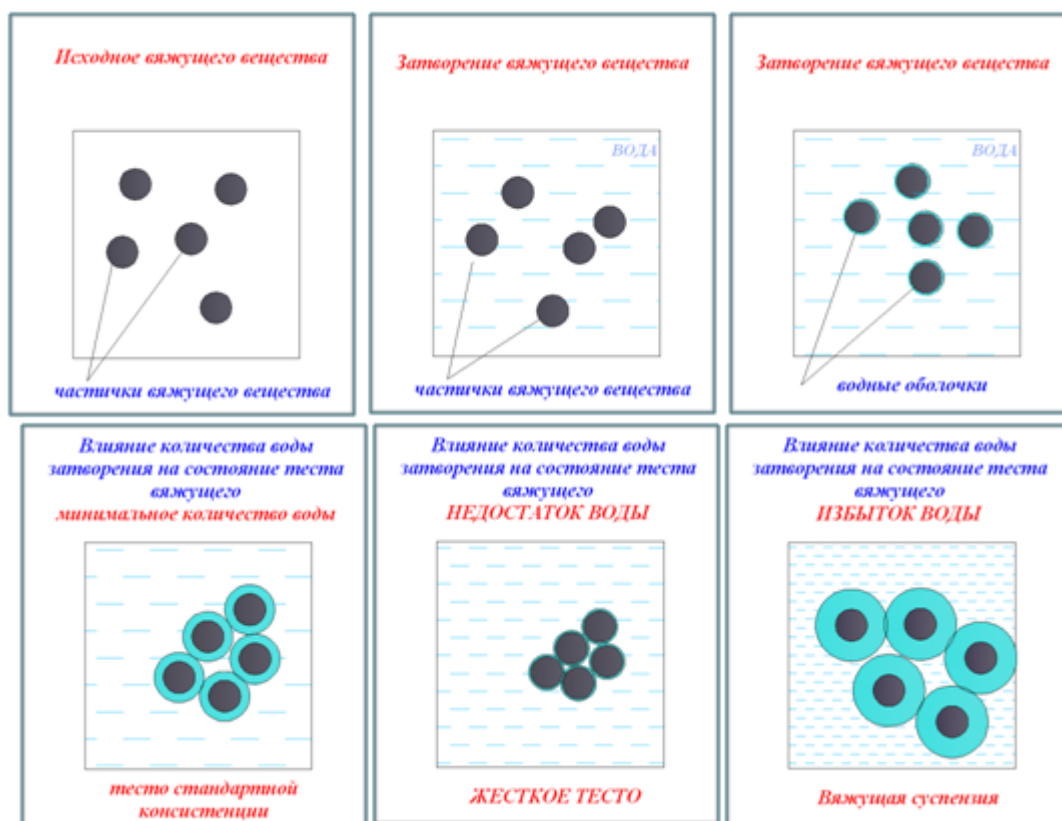 Исходное вяжущего вещества
частички вяжущего вещества
Затворение вяжущего вещества
ВОДА
частички вяжущего вещества
Затворение вяжущего вещества
ВОДА
водные оболочки
Влияние количества воды
затворения на состояние теста
вяжущего
минимальное количество воды
тесто стандартной
консистенции
Влияние количества воды
затворения на состояние теста
вяжущего
НЕДОСТАТОК ВОДЫ
ЖЕСТКОЕ ТЕСТО
Влияние количества воды
затворения на состояние теста
вяжущего
ИЗБЫТОК ВОДЫ
Вяжущая суспензия